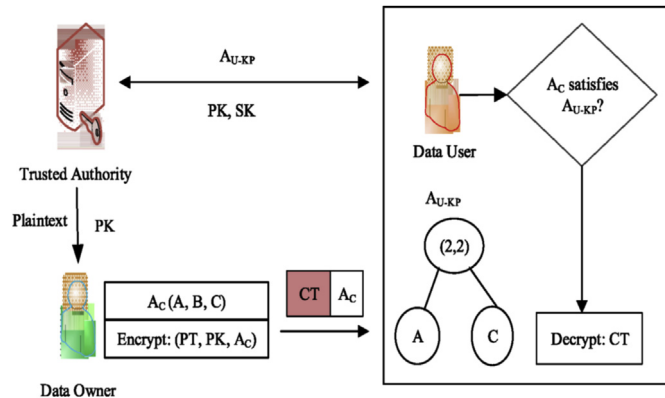 A_U-KP
PK, SK
Trusted Authority
Plaintext
PK
A_C (A, B, C)
Encrypt: (PT, PK, A_C)
Data Owner
CT
A_C
Data User
A_C satisfies
A_U-KP?
A_U-KP
(2,2)
A
C
Decrypt: CT